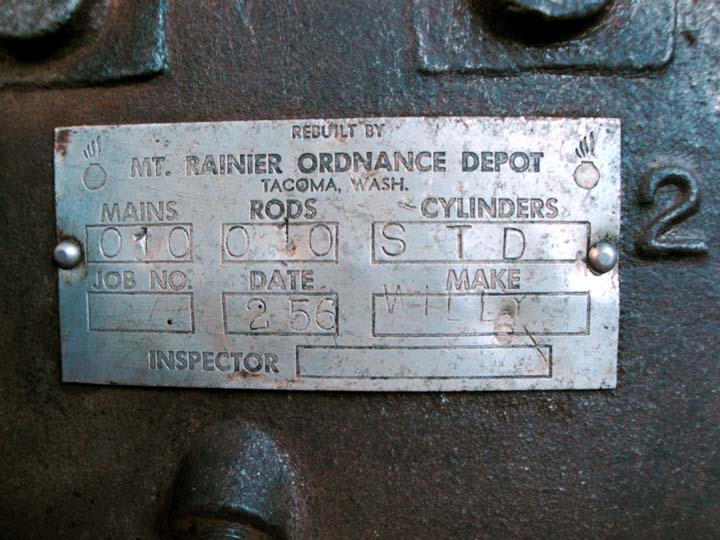 REBUILT BY
MT. RAINIER ORDNANCE DEPOT
TACOMA, WASH.
MAINS RODS CYLINDERS
010 010 STD
JOB NO. DATE MAKE
2 56 WILLY
INSPECTOR
2